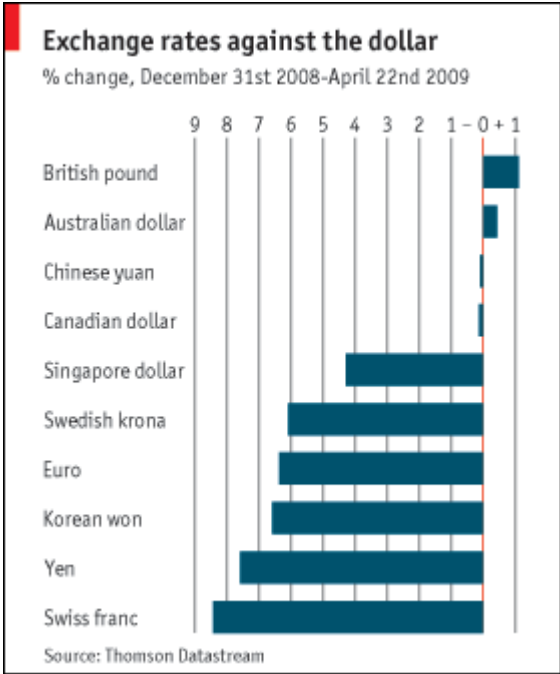 Exchange rates against the dollar
% change, December 31st 2008-April 22nd 2009
9 8 7 6 5 4 3 2 1 – 0 + 1
British pound
Australian dollar
Chinese yuan
Canadian dollar
Singapore dollar
Swedish krona
Euro
Korean won
Yen
Swiss franc
Source: Thomson Datastream